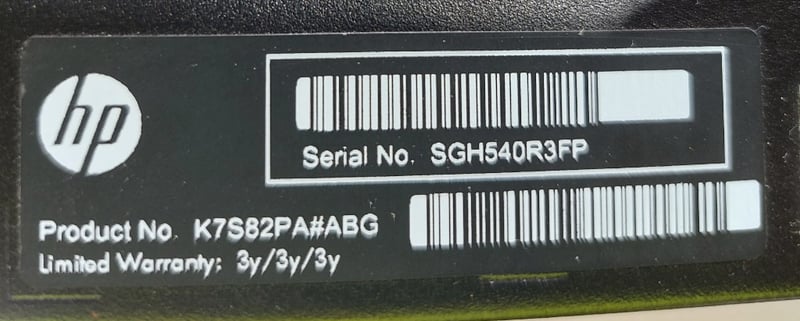 hp
Serial No. SGH540R3FP
Product No. K7S82PA#ABG
Limited Warranty: 3y/3y/3y